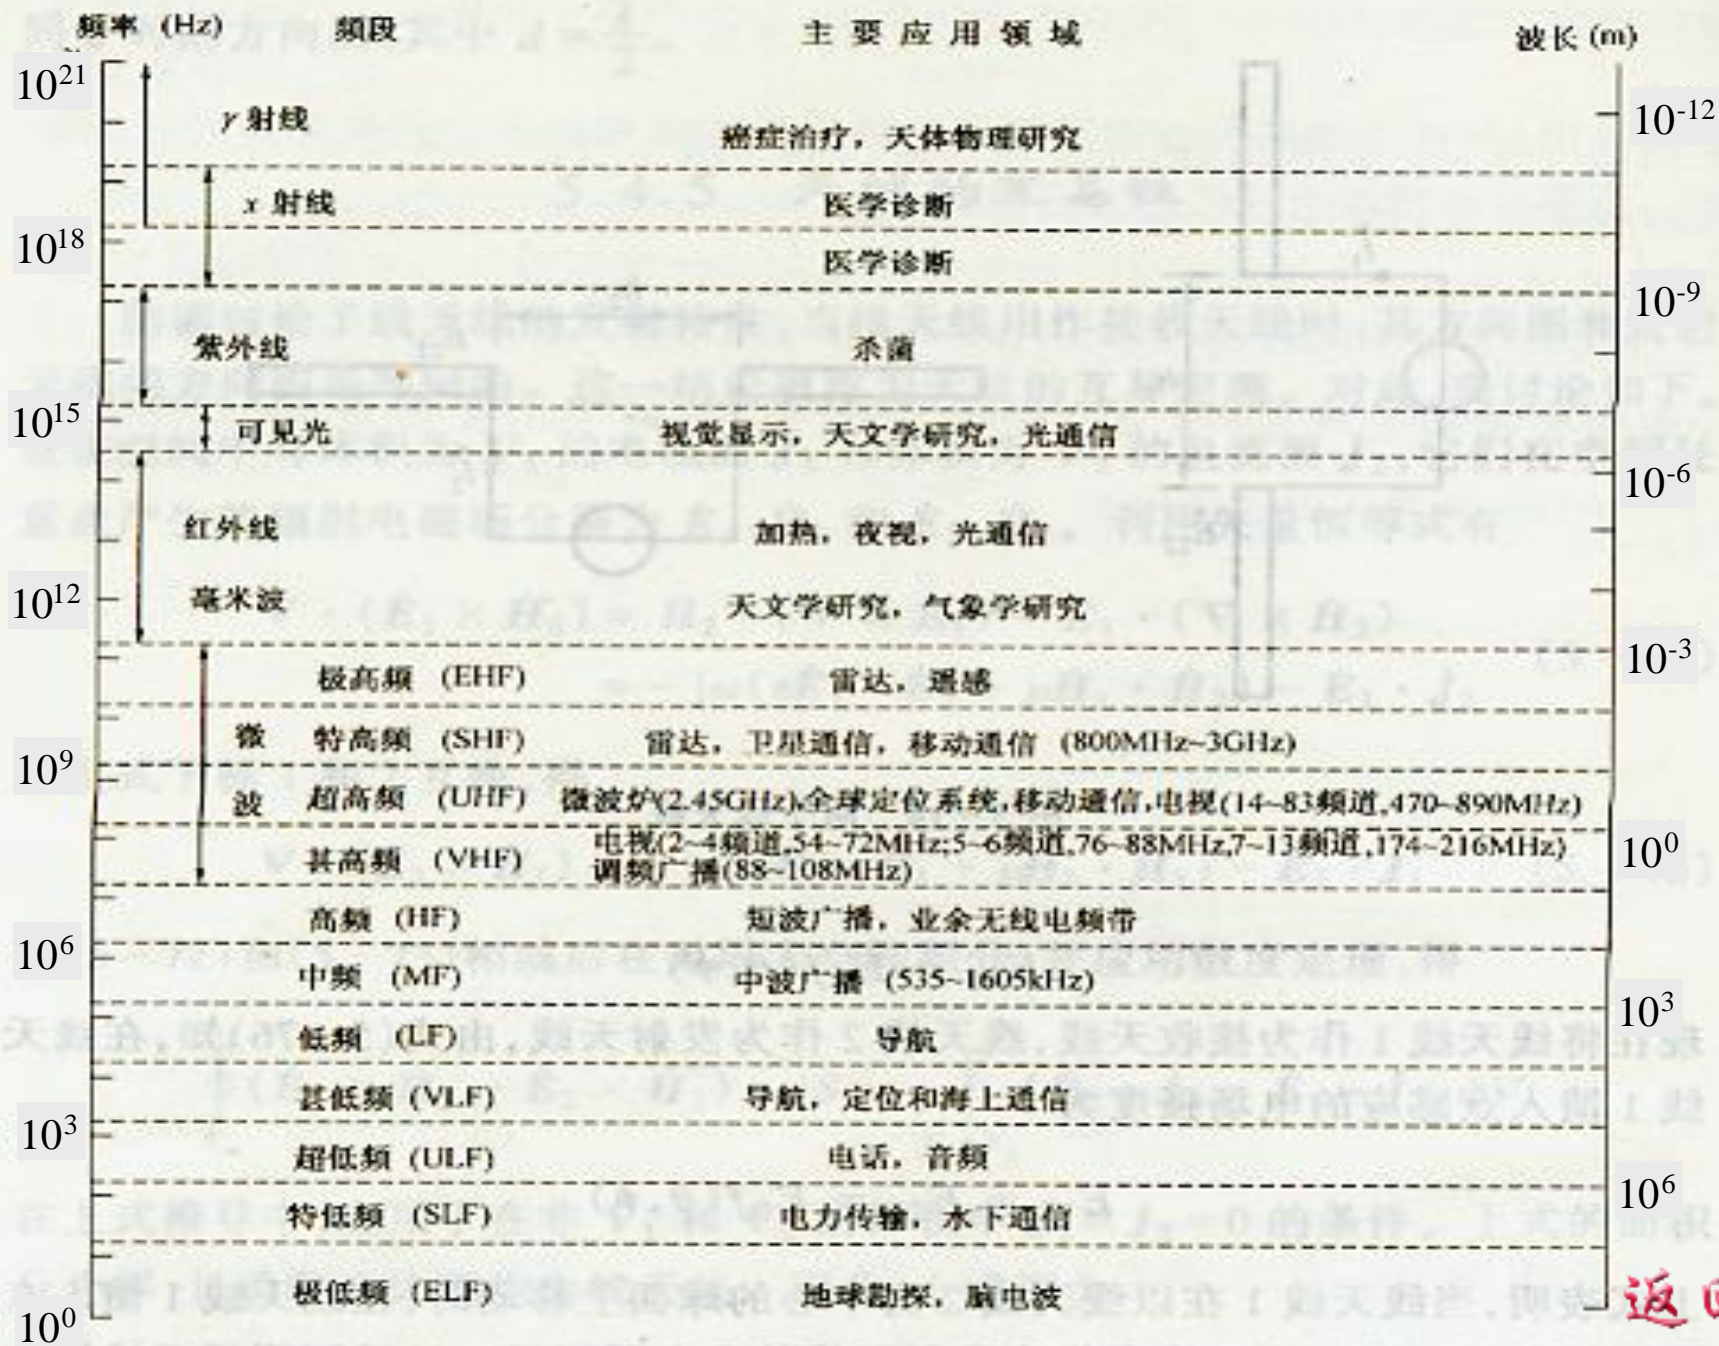 频率 (Hz) 频段 主要应用领域 波长 (m)
10²¹
γ 射线 癌症治疗，天体物理研究 10⁻¹²
x 射线 医学诊断
10¹⁸
医学诊断
10⁻⁹
紫外线 杀菌
10¹⁵
可見光 视觉显示，天文学研究，光通信
10⁻⁶
红外线 加热，夜视，光通信
10¹² 毫米波 天文学研究，气象学研究
10⁻³
极高频 (EHF) 雷达，遥感
微 特高频 (SHF) 雷达，卫星通信，移动通信 (800MHz~3GHz)
10⁹
波 超高频 (UHF) 微波炉(2.45GHz),全球定位系统,移动通信,电视(14~83频道,470~890MHz)
电视(2~4频道,54~72MHz;5~6频道,76~88MHz,7~13频道,174~216MHz)
甚高频 (VHF) 10⁰
调频广播(88~108MHz)
高频 (HF) 短波广播，业余无线电频带
10⁶
中频 (MF) 中波广播 (535~1605kHz)
10³
低频 (LF) 导航
甚低频 (VLF) 导航，定位和海上通信
10³
超低频 (ULF) 电话，音频
10⁶
特低频 (SLF) 电力传输，水下通信
极低频 (ELF) 地球勘探，脑电波 返
10⁰